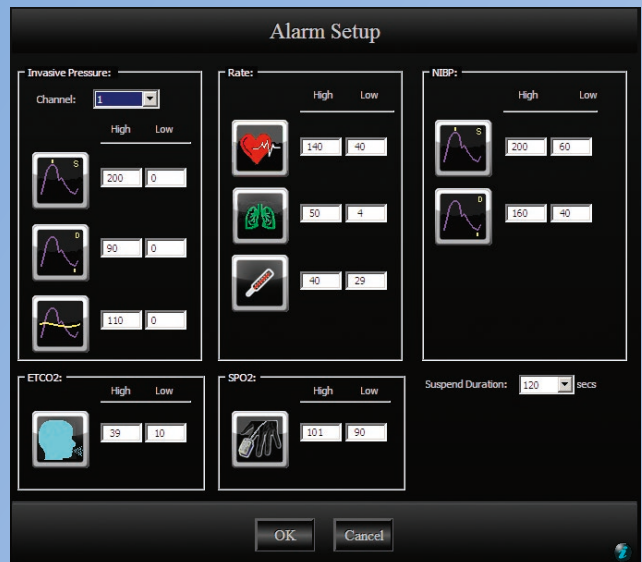 Alarm Setup
Invasive Pressure:
Channel: 1
High Low
S
200 0
D
90 0
110 0
Rate:
High Low
140 40
50 4
40 29
NIBP:
High Low
S
200 60
D
160 40
ETCO2:
High Low
39 10
SPO2:
High Low
101 90
Suspend Duration: 120 secs
OK Cancel